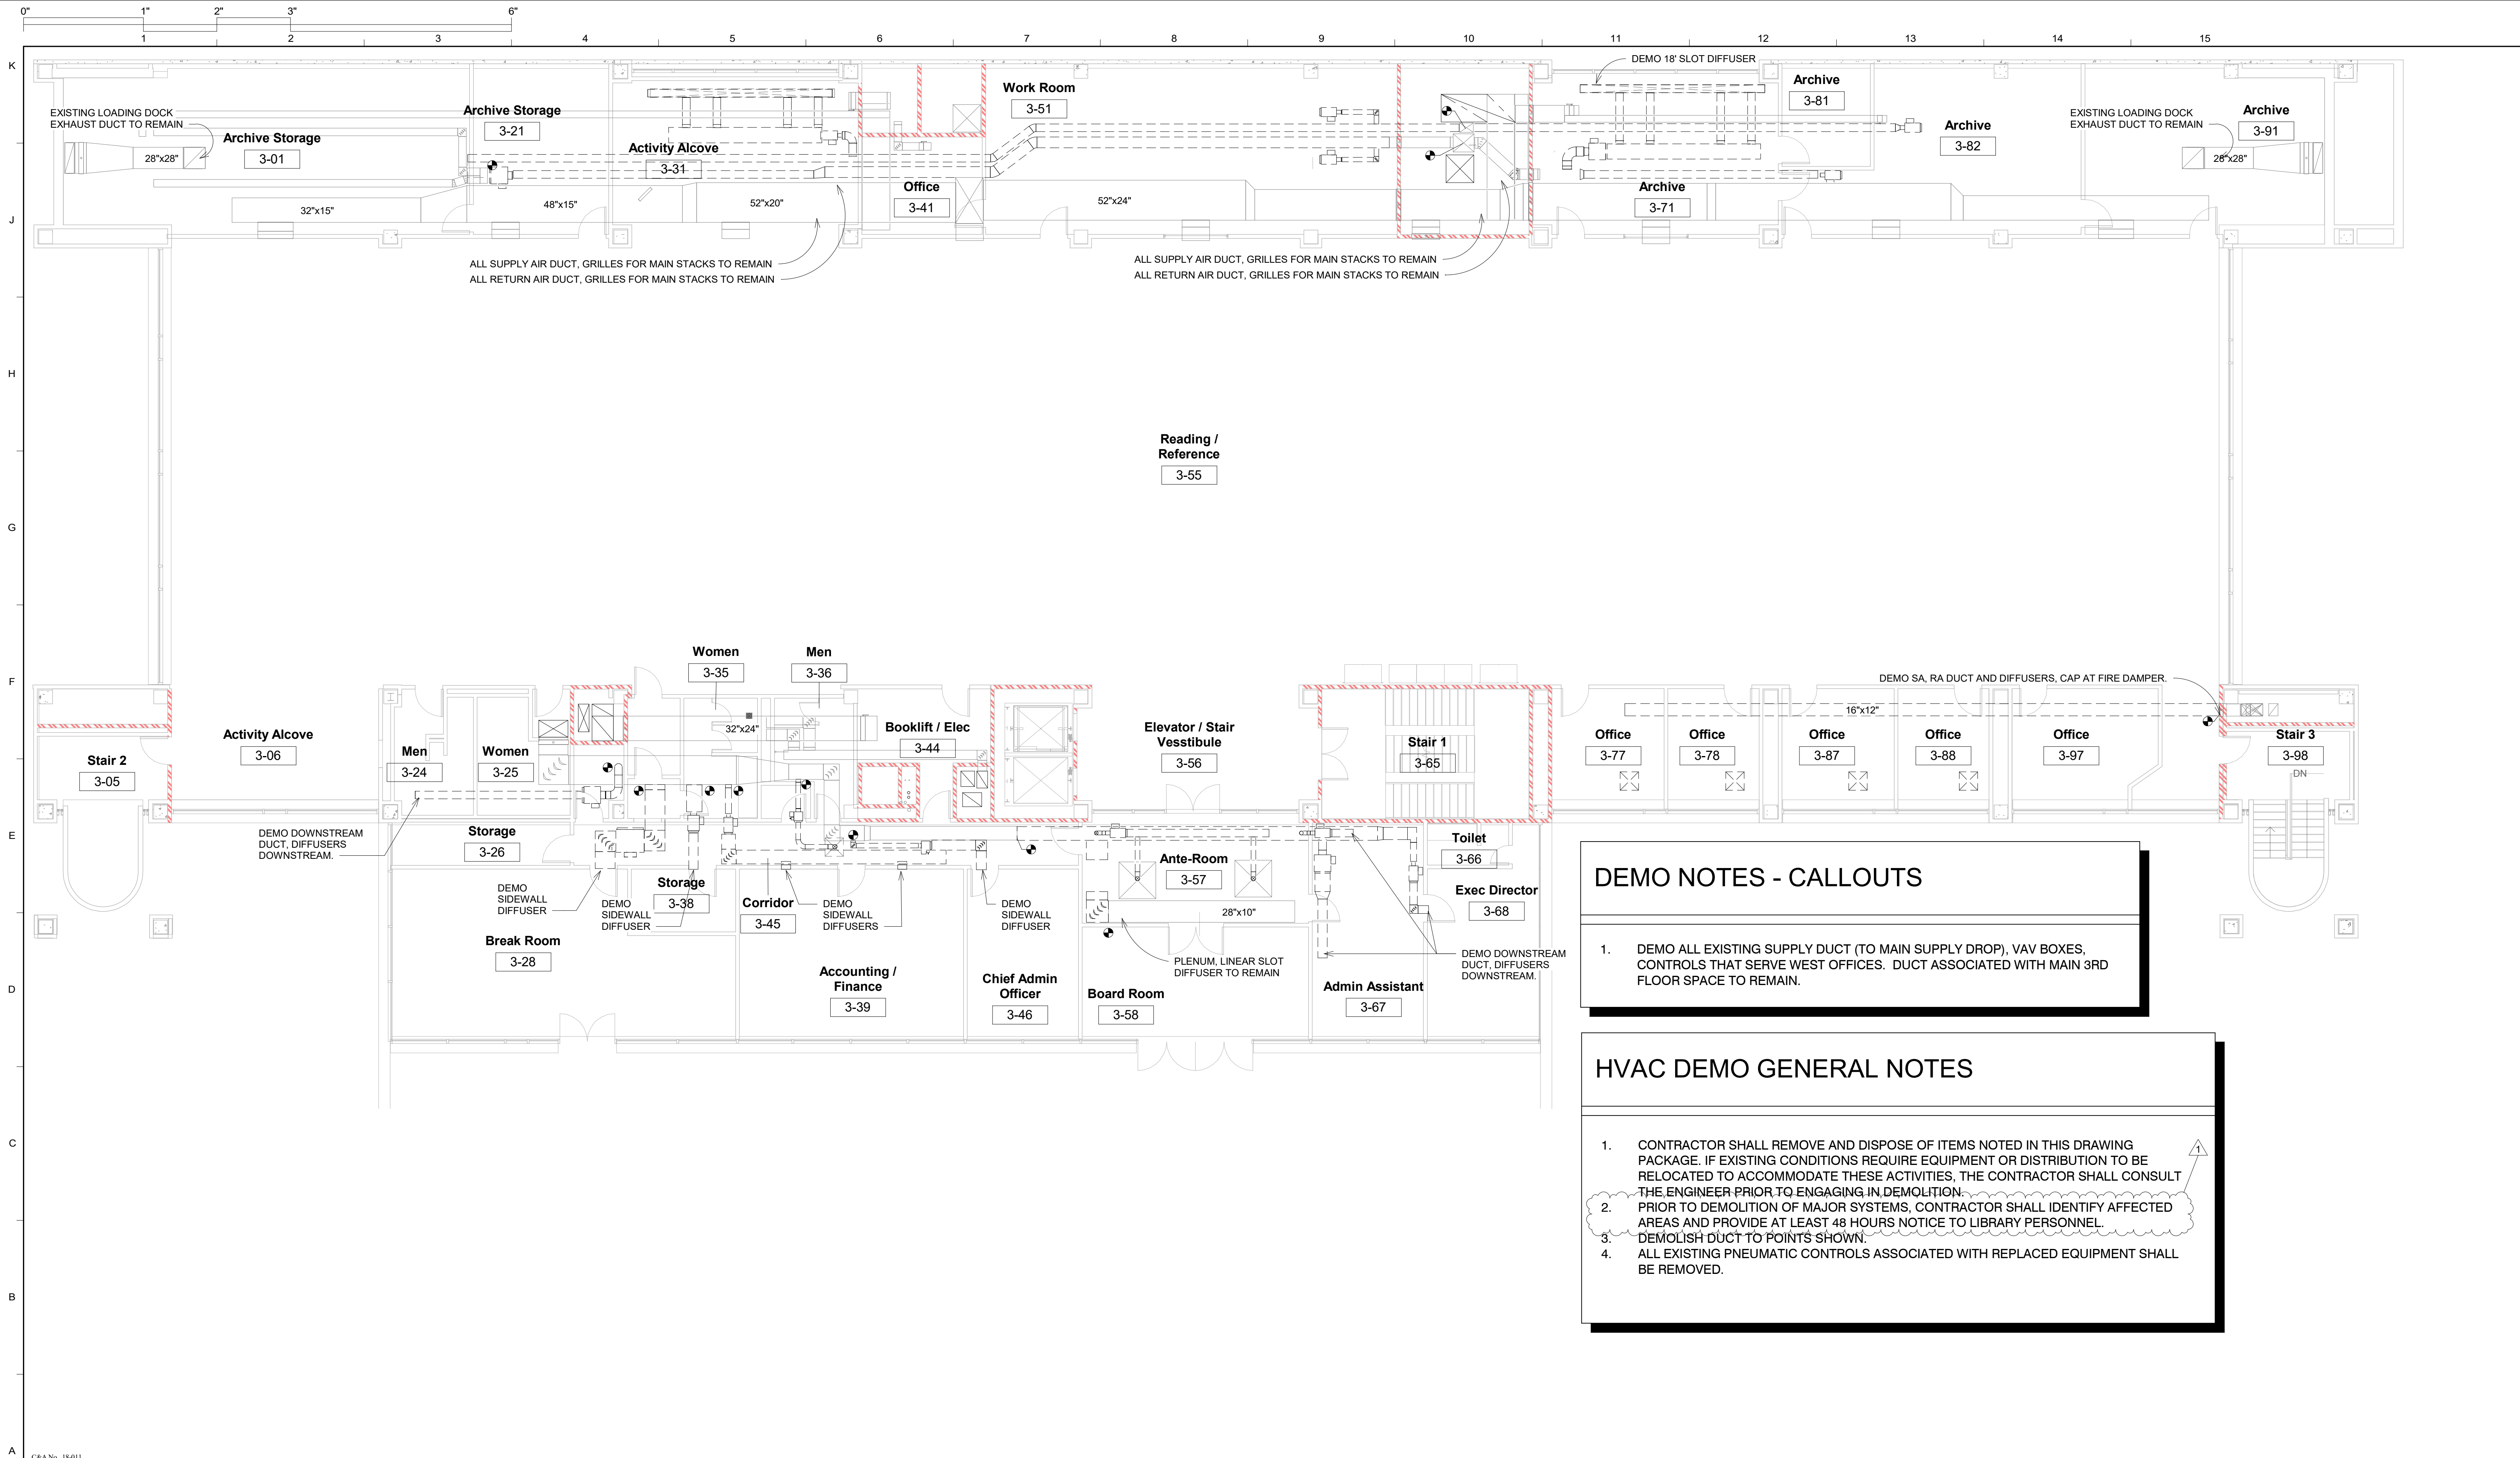 0"
1"
2"
3"
6"
1
2
3
4
5
6
7
8
9
10
11
12
13
14
15
K
J
H
G
F
E
D
C
B
A
EXISTING LOADING DOCK
EXHAUST DUCT TO REMAIN
28"x28"
Archive Storage
3-01
Archive Storage
3-21
Activity Alcove
3-31
32"x15"
48"x15"
52"x20"
Office
3-41
Work Room
3-51
52"x24"
DEMO 18' SLOT DIFFUSER
Archive
3-81
Archive
3-82
Archive
3-71
EXISTING LOADING DOCK
EXHAUST DUCT TO REMAIN
28"x28"
Archive
3-91
ALL SUPPLY AIR DUCT, GRILLES FOR MAIN STACKS TO REMAIN
ALL RETURN AIR DUCT, GRILLES FOR MAIN STACKS TO REMAIN
ALL SUPPLY AIR DUCT, GRILLES FOR MAIN STACKS TO REMAIN
ALL RETURN AIR DUCT, GRILLES FOR MAIN STACKS TO REMAIN
Reading /
Reference
3-55
Women
3-35
Men
3-36
DEMO SA, RA DUCT AND DIFFUSERS, CAP AT FIRE DAMPER.
16"x12"
Stair 2
3-05
Activity Alcove
3-06
Men
3-24
Women
3-25
32"x24"
Booklift / Elec
3-44
Elevator / Stair
Vesstibule
3-56
Stair 1
3-65
Office
3-77
Office
3-78
Office
3-87
Office
3-88
Office
3-97
Stair 3
3-98
DN
DEMO DOWNSTREAM
DUCT, DIFFUSERS
DOWNSTREAM.
Storage
3-26
DEMO
SIDEWALL
DIFFUSER
Storage
3-38
DEMO
SIDEWALL
DIFFUSER
Corridor
3-45
DEMO
SIDEWALL
DIFFUSERS
DEMO
SIDEWALL
DIFFUSER
Ante-Room
3-57
28"x10"
Toilet
3-66
Exec Director
3-68
Break Room
3-28
Accounting /
Finance
3-39
Chief Admin
Officer
3-46
Board Room
3-58
PLENUM, LINEAR SLOT
DIFFUSER TO REMAIN
Admin Assistant
3-67
DEMO DOWNSTREAM
DUCT, DIFFUSERS
DOWNSTREAM.
DEMO NOTES - CALLOUTS
1. DEMO ALL EXISTING SUPPLY DUCT (TO MAIN SUPPLY DROP), VAV BOXES,
CONTROLS THAT SERVE WEST OFFICES. DUCT ASSOCIATED WITH MAIN 3RD
FLOOR SPACE TO REMAIN.
HVAC DEMO GENERAL NOTES
1. CONTRACTOR SHALL REMOVE AND DISPOSE OF ITEMS NOTED IN THIS DRAWING
PACKAGE. IF EXISTING CONDITIONS REQUIRE EQUIPMENT OR DISTRIBUTION TO BE
RELOCATED TO ACCOMMODATE THESE ACTIVITIES, THE CONTRACTOR SHALL CONSULT
THE ENGINEER PRIOR TO ENGAGING IN DEMOLITION.
1
2. PRIOR TO DEMOLITION OF MAJOR SYSTEMS, CONTRACTOR SHALL IDENTIFY AFFECTED
AREAS AND PROVIDE AT LEAST 48 HOURS NOTICE TO LIBRARY PERSONNEL.
3. DEMOLISH DUCT TO POINTS SHOWN.
4. ALL EXISTING PNEUMATIC CONTROLS ASSOCIATED WITH REPLACED EQUIPMENT SHALL
BE REMOVED.
C&A No. 18-011